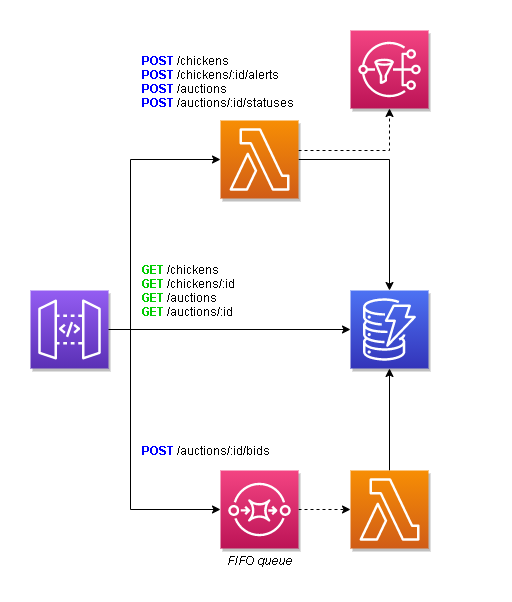 POST /chickens
POST /chickens/:id/alerts
POST /auctions
POST /auctions/:id/statuses
GET /chickens
GET /chickens/:id
GET /auctions
GET /auctions/:id
POST /auctions/:id/bids
FIFO queue